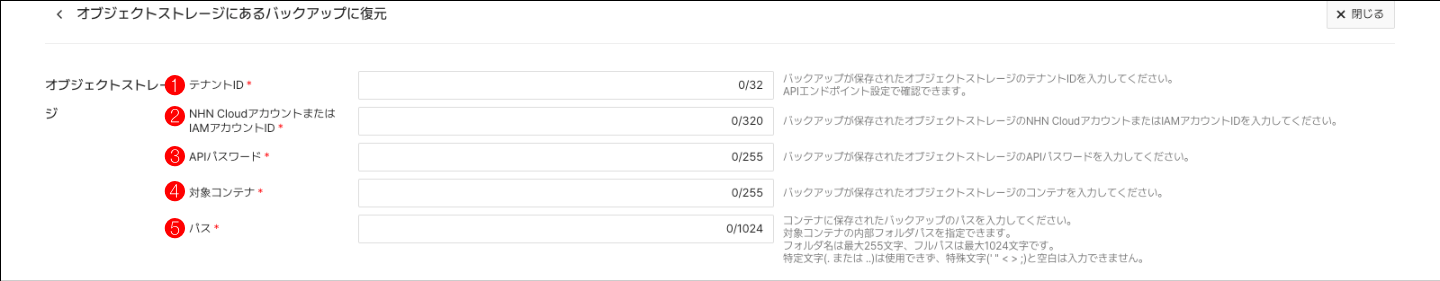 オブジェクトストレージにあるバックアップに復元
閉じる
オブジェクトストレー
ジ
1 テナントID *
0/32
バックアップが保存されたオブジェクトストレージのテナントIDを入力してください。
APIエンドポイント設定で確認できます。
2 NHN Cloudアカウントまたは
IAMアカウントID *
0/320
バックアップが保存されたオブジェクトストレージのNHN CloudアカウントまたはIAMアカウントIDを入力してください。
3 APIパスワード *
0/255
バックアップが保存されたオブジェクトストレージのAPIパスワードを入力してください。
4 対象コンテナ *
0/255
バックアップが保存されたオブジェクトストレージのコンテナを入力してください。
5 パス *
0/1024
コンテナに保存されたバックアップのパスを入力してください。
対象コンテナの内部フォルダパスを指定できます。
フォルダ名は最大255文字、フルパスは最大1024文字です。
特定文字(. または ..)は使用できず、特殊文字(' " < > ;)と空白は入力できません。